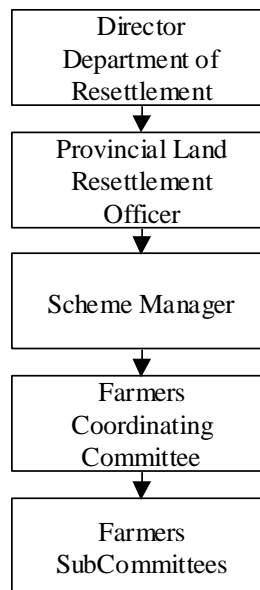 Director
Department of
Resettlement
Provincial Land
Resettlement
Officer
Scheme Manager
Farmers
Coordinating
Committee
Farmers
SubCommittees